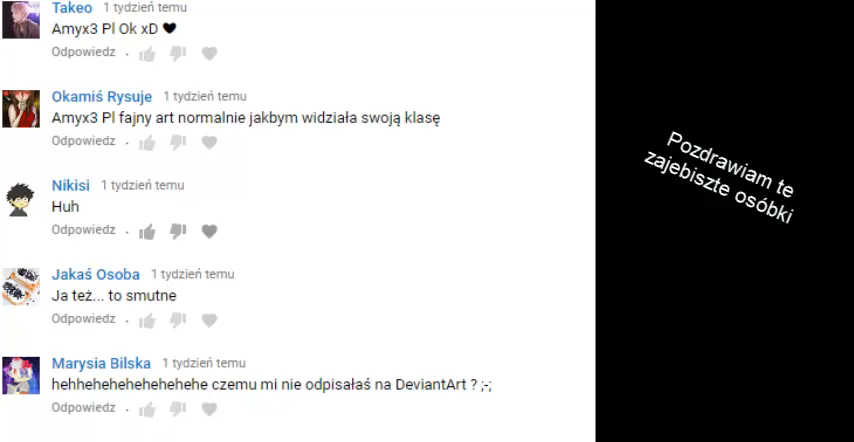 Takeo 1 tydzień temu
Amyx3 Pl Ok xD ♥
Odpowiedz .
Okamiś Rysuje 1 tydzień temu
Amyx3 Pl fajny art normalnie jakbym widziała swoją klasę
Odpowiedz .
Nikisi 1 tydzień temu
Huh
Odpowiedz .
Jakaś Osoba 1 tydzień temu
Ja też... to smutne
Odpowiedz .
Marysia Bilska 1 tydzień temu
hehhehehehehehehehe czemu mi nie odpisałaś na DeviantArt ? ;-;
Odpowiedz .
Pozdrawiam te
zajebiszte osóbki